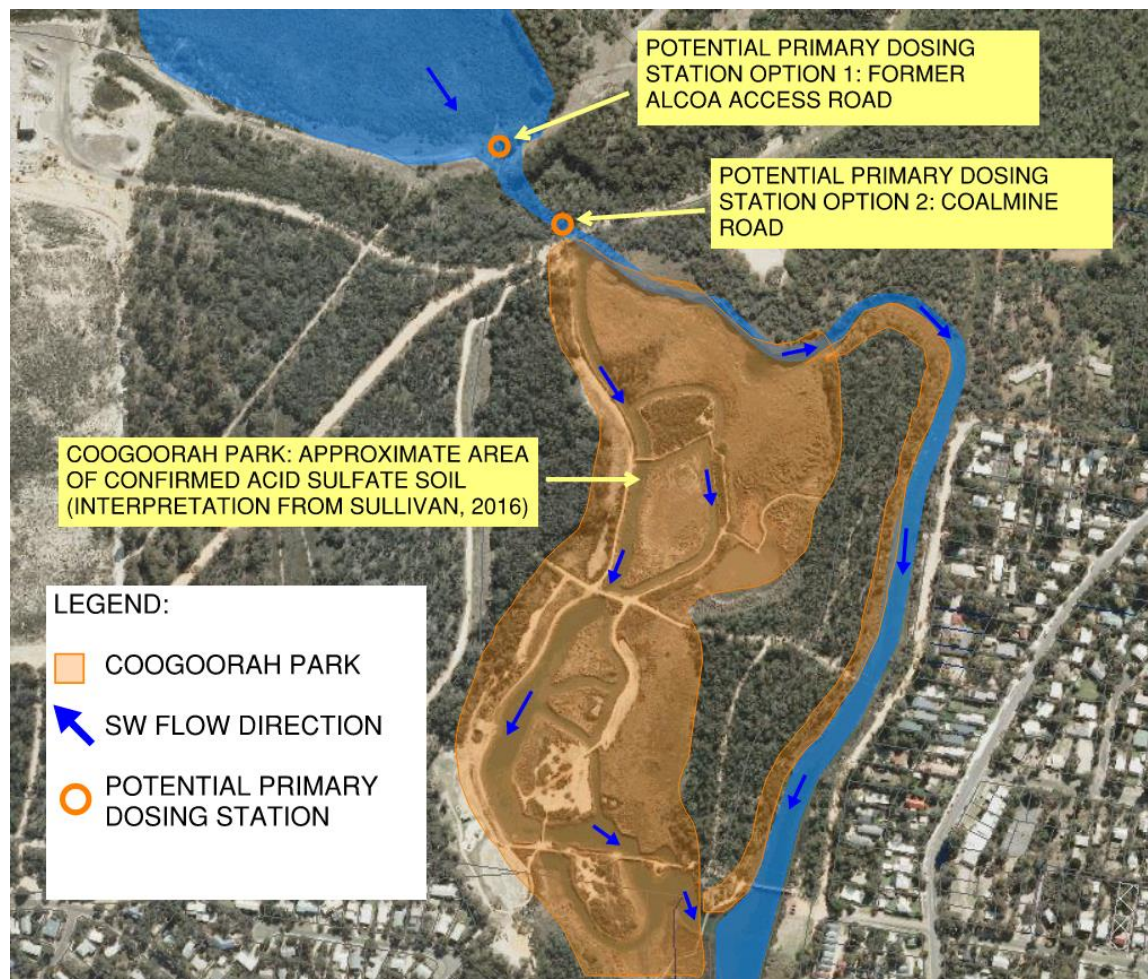 POTENTIAL PRIMARY DOSING
STATION OPTION 1: FORMER
ALCOA ACCESS ROAD
POTENTIAL PRIMARY DOSING
STATION OPTION 2: COALMINE
ROAD
COOGOORAH PARK: APPROXIMATE AREA
OF CONFIRMED ACID SULFATE SOIL
(INTERPRETATION FROM SULLIVAN, 2016)
LEGEND:
COOGOORAH PARK
SW FLOW DIRECTION
POTENTIAL PRIMARY
DOSING STATION